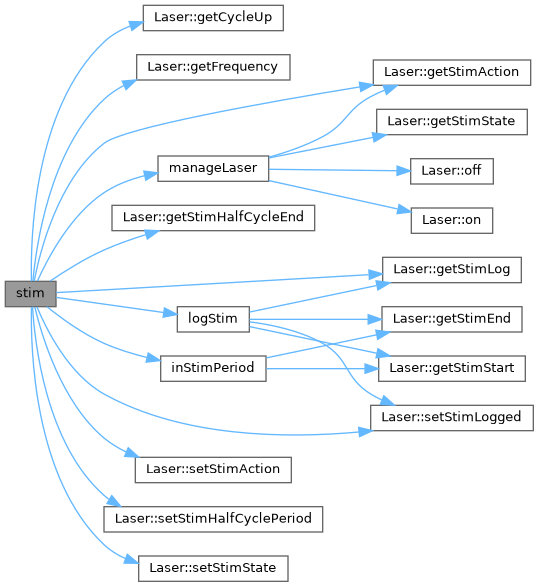 Laser::getCycleUp
Laser::getFrequency
Laser::getStimAction
Laser::getStimState
manageLaser
Laser::off
Laser::on
Laser::getStimHalfCycleEnd
Laser::getStimLog
stim
logStim
Laser::getStimEnd
inStimPeriod
Laser::getStimStart
Laser::setStimLogged
Laser::setStimAction
Laser::setStimHalfCyclePeriod
Laser::setStimState